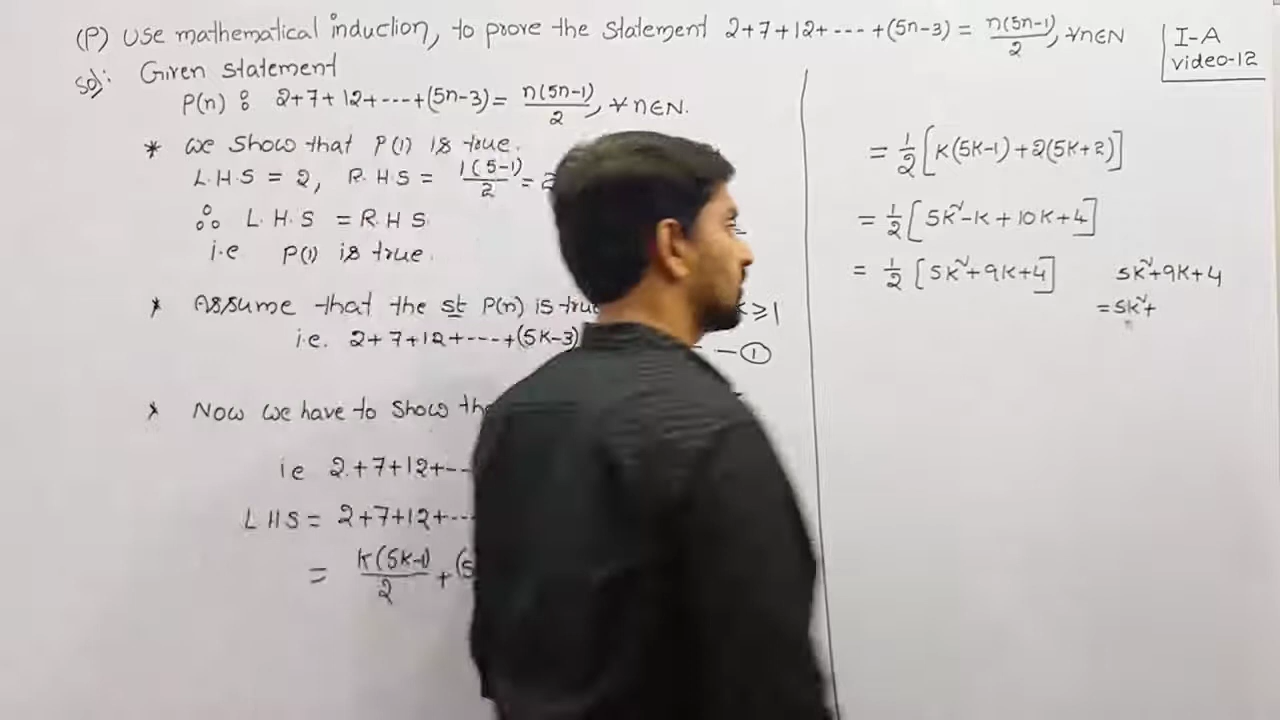 (P) Use mathematical induction, to prove the statement 2+7+12+----+(5n-3) = n(5n-1)/2, ∀n∈N
I-A
Video-12
Sol: Given statement
P(n) : 2+7+12+----+(5n-3) = n(5n-1)/2, ∀ n∈N.
* we show that P(1) is true.
L.H.S = 2, R.H.S = 1(5-1)/2 = 2
∴ L.H.S = R.H.S
i.e P(1) is true.
* Assume that the st P(n) is true k ≥ 1
i.e. 2+7+12+----+(5k-3) — ①
* Now we have to show
ie 2+7+12+--
LHS = 2+7+12+---
= k(5k-1)/2 + (5
= 1/2 [k(5k-1)+2(5k+2)]
= 1/2 [5k²-k+10k+4]
= 1/2 [5k²+9k+4]
5k²+9k+4
= 5k²+